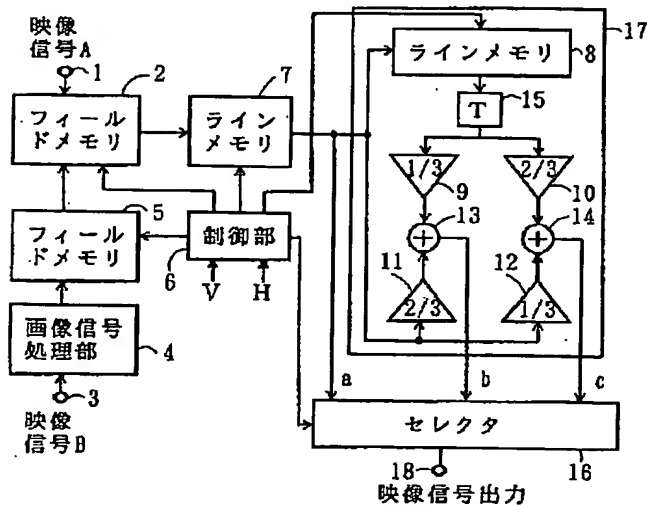 映像
信号A
1
2
フィール
ドメモリ
7
ライン
メモリ
ラインメモリ
8
17
T
15
1/3
9
2/3
10
13
14
11
2/3
12
1/3
5
フィール
ドメモリ
制御部
6
V
H
画像信号
処理部
4
3
映像
信号B
a
b
c
セレクタ
16
18
映像信号出力